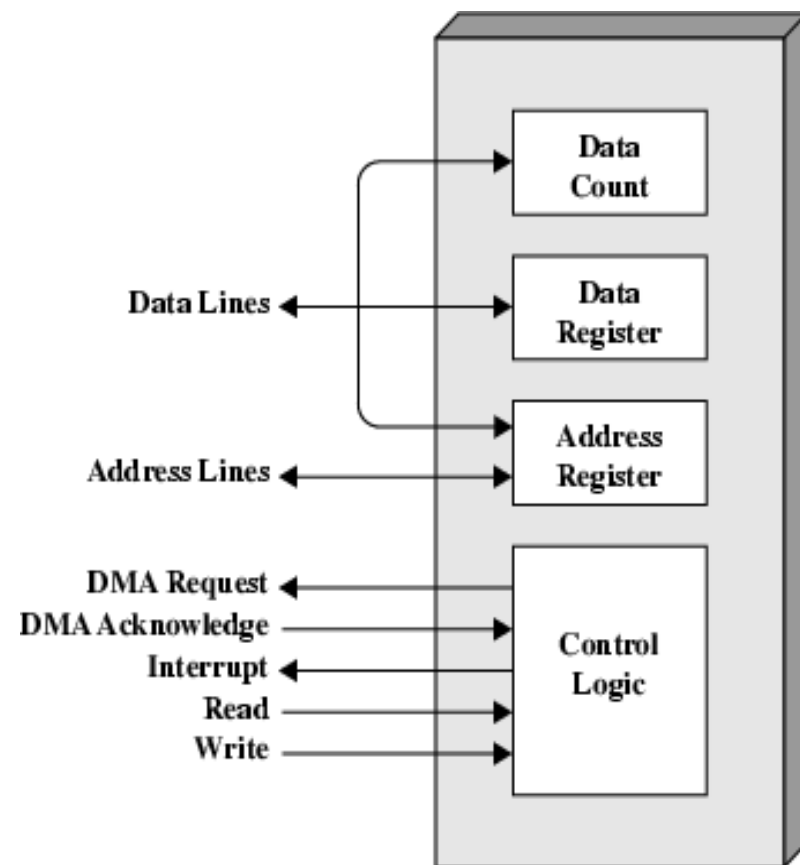 Data
Count
Data Lines
Data
Register
Address
Register
Address Lines
DMA Request
DMA Acknowledge
Interrupt
Read
Write
Control
Logic